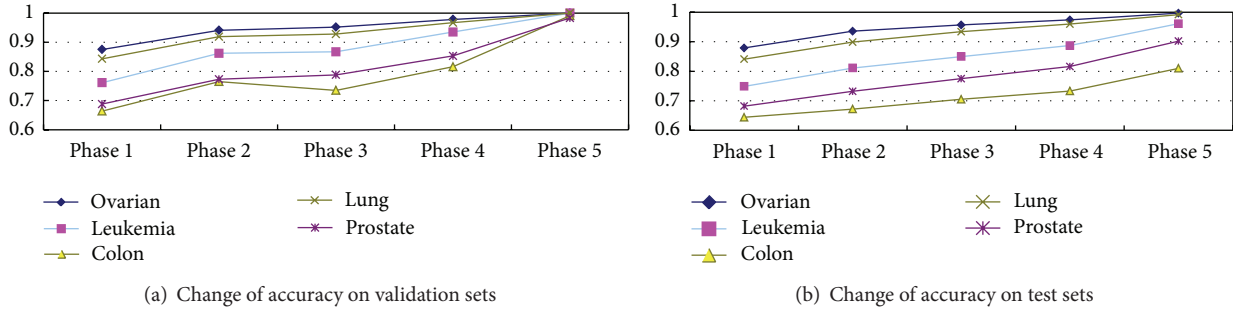 1
0.9
0.8
0.7
0.6
Phase 1 Phase 2 Phase 3 Phase 4 Phase 5
Ovarian Lung
Leukemia Prostate
Colon
(a) Change of accuracy on validation sets
1
0.9
0.8
0.7
0.6
Phase 1 Phase 2 Phase 3 Phase 4 Phase 5
Ovarian Lung
Leukemia Prostate
Colon
(b) Change of accuracy on test sets